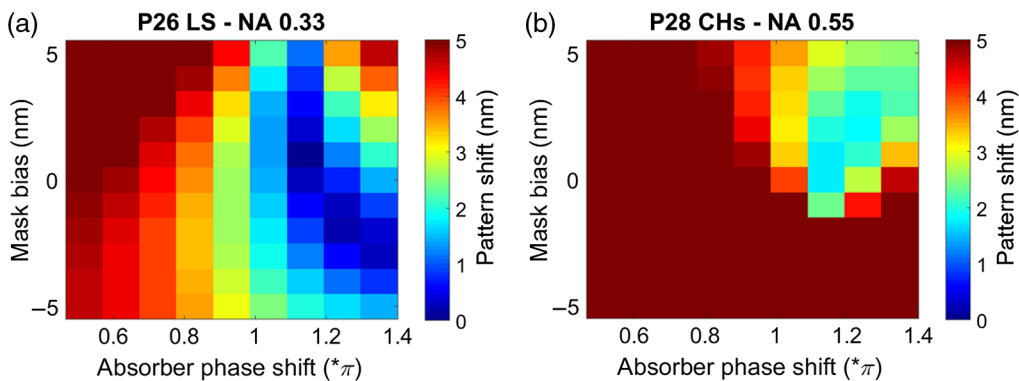 (a)
P26 LS - NA 0.33
5
0
–5
Mask bias (nm)
0.6 0.8 1 1.2 1.4
Absorber phase shift (*π)
5
4
3
2
1
0
Pattern shift (nm)
(b)
P28 CHs - NA 0.55
5
0
–5
Mask bias (nm)
0.6 0.8 1 1.2 1.4
Absorber phase shift (*π)
5
4
3
2
1
0
Pattern shift (nm)